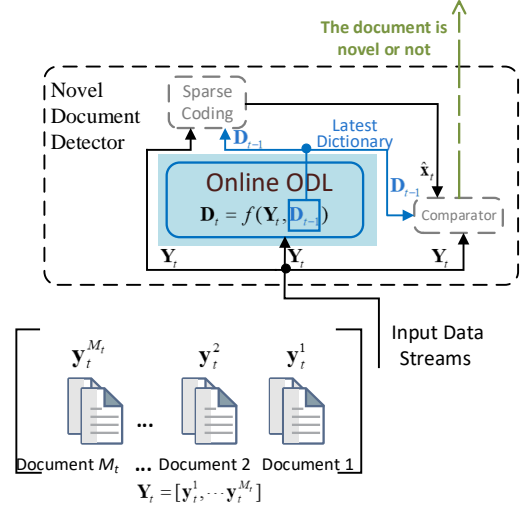 The document is
novel or not
Novel
Document
Detector
Sparse
Coding
Latest
Dictionary
D_{t-1}
x̂_t
D_{t-1}
Online ODL
D_t = f(Y_t, D_{t-1})
Comparator
Y_t
Y_t
Y_t
Input Data
Streams
y_t^{M_t}
y_t^2
y_t^1
...
Document M_t
...
Document 2
Document 1
Y_t = [y_t^1, ⋯ y_t^{M_t}]